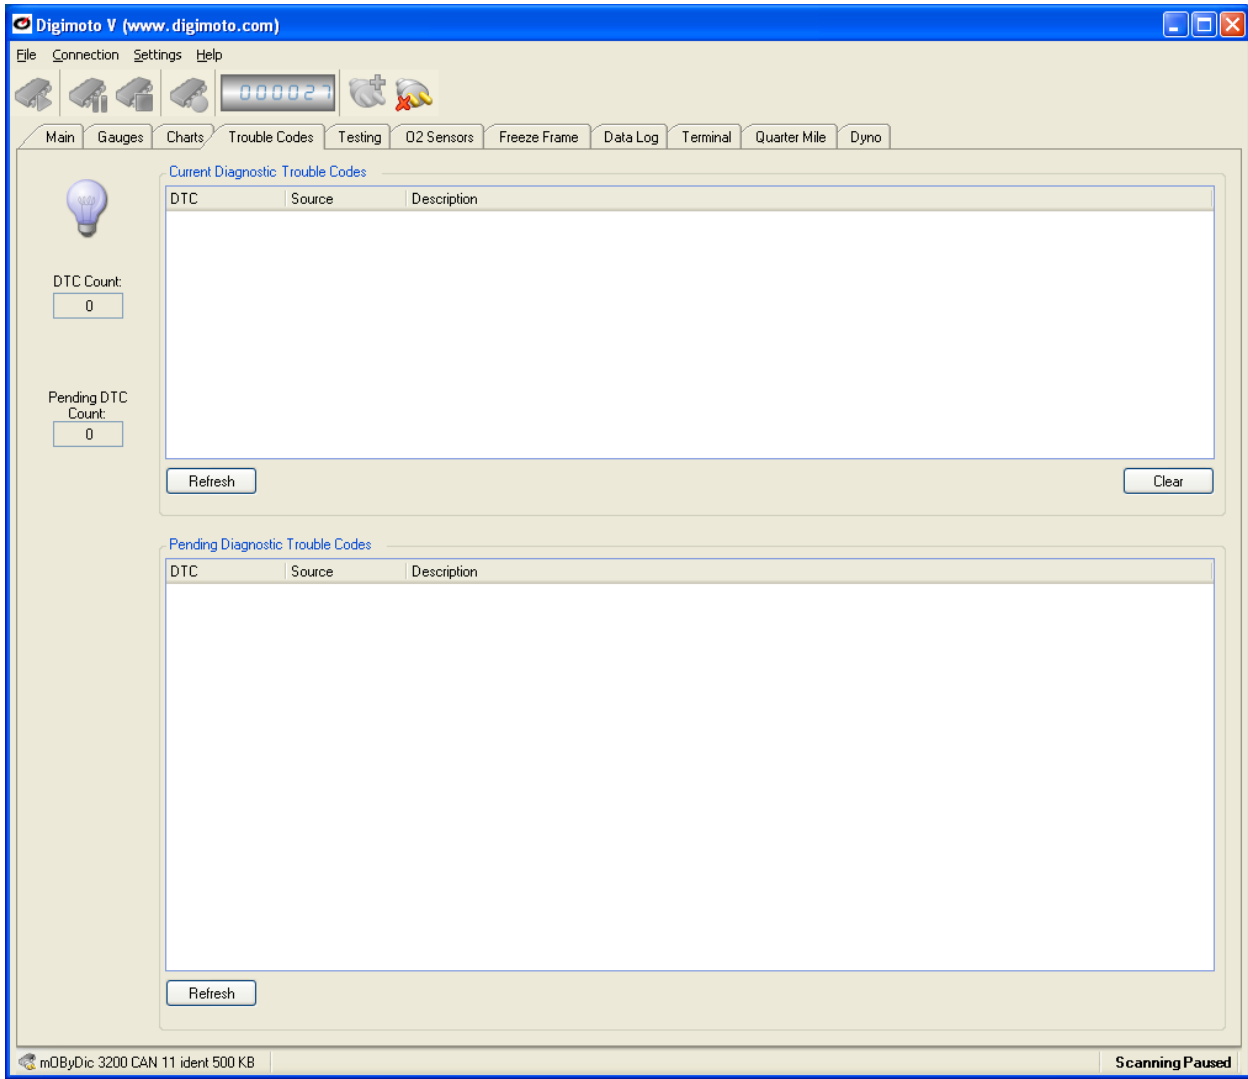 Digimoto V (www.digimoto.com)
File Connection Settings Help
000027
Main Gauges Charts Trouble Codes Testing O2 Sensors Freeze Frame Data Log Terminal Quarter Mile Dyno
Current Diagnostic Trouble Codes
DTC Source Description
DTC Count:
0
Pending DTC
Count:
0
Refresh Clear
Pending Diagnostic Trouble Codes
DTC Source Description
Refresh
mOByDic 3200 CAN 11 ident 500 KB Scanning Paused